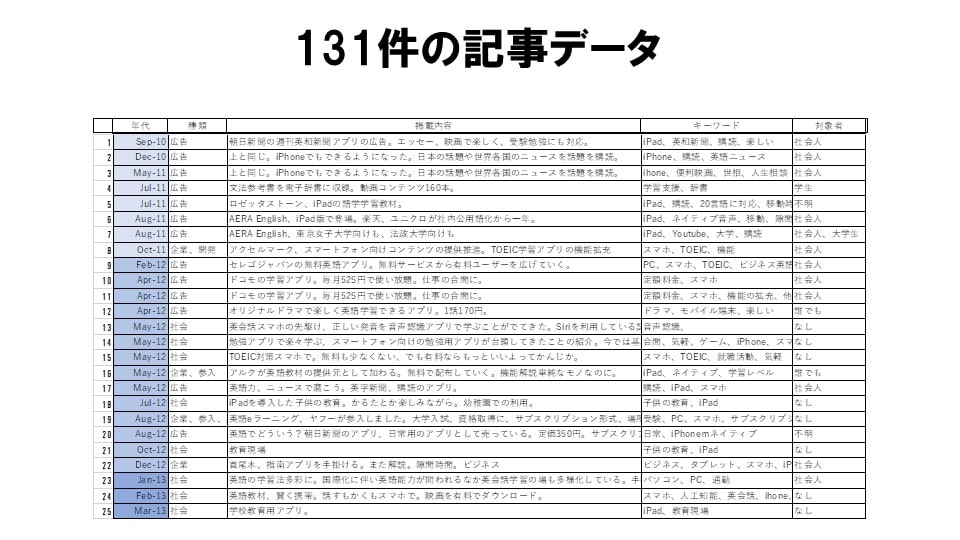 131件の記事データ
年代 種類 掲載内容 キーワード 対象者
1 Sep-10 広告 朝日新聞の週刊英和新聞アプリの広告。エッセー、映画で楽しく、受験勉強にも対応。 iPad、英和新聞、購読、楽しい 社会人
2 Dec-10 広告 上と同じ。iPhoneでもできるようになった。日本の話題や世界各国のニュースを話題を購読。 iPhone、購読、英語ニュース 社会人
3 May-11 広告 上と同じ。iPhoneでもできるようになった。日本の話題や世界各国のニュースを話題を購読。 ihone、便利映画、世相、人生相談 社会人
4 Jul-11 広告 文法参考書を電子辞書に収録。動画コンテンツ160本。 学習支援、辞書 学生
5 Jul-11 広告 ロゼッタストーン、iPadの語学学習教材。 iPad、購読、20言語に対応、移動時 不明
6 Aug-11 広告 AERA English、iPad版で登場。楽天、ユニクロが社内公用語化から一年。 iPad、ネイティブ音声、移動、隙間 社会人
7 Aug-11 広告 AERA English、東京女子大学向けも、法政大学向けも iPad、Youtube、大学、購読 社会人、大学生
8 Oct-11 企業、開発 アクセルマーク、スマートフォン向けコンテンツの提供推進。TOEIC学習アプリの機能拡充 スマホ、TOEIC、機能 社会人
9 Feb-12 広告 セレゴジャパンの無料英語アプリ。無料サービスから有料ユーザーを広げていく。 PC、スマホ、TOEIC、ビジネス英語 社会人
10 Apr-12 広告 ドコモの学習アプリ。毎月525円で使い放題。仕事の合間に。 定額料金、スマホ 社会人
11 Apr-12 広告 ドコモの学習アプリ。毎月525円で使い放題。仕事の合間に。 定額料金、スマホ、機能の拡充、他 社会人
12 Apr-12 広告 オリジナルドラマで楽しく英語学習できるアプリ。1話170円。 ドラマ、モバイル端末、楽しい 誰でも
13 May-12 社会 英会話スマホの先駆け、正しい発音を音声認識アプリで学ぶことがでてきた。Siriを利用している 音声認識、 なし
14 May-12 社会 勉強アプリで楽々学ぶ、スマートフォン向けの勉強用アプリが台頭してきたことの紹介。今では 合間、気軽、ゲーム、iPhone、スマ なし
15 May-12 社会 TOEIC対策スマホで。無料も少なくない、でも有料ならもっといいよってかんじか。 スマホ、TOEIC、就職活動、気軽 なし
16 May-12 企業、参入 アルクが英語教材の提供元として加わる。無料で配布していく。機能解説単純なモノなのに。 iPad、ネイティブ、学習レベル 誰でも
17 May-12 広告 英語力、ニュースで磨こう。英字新聞、購読のアプリ。 購読、iPad、スマホ 社会人
18 Jul-12 社会 iPadを導入した子供の教育。かるたとか楽しみながら。幼稚園での利用。 子供の教育、iPad なし
19 Aug-12 企業、参入、 英語eラーニング、ヤフーが参入しました。大学入試、資格取得に、サブスクリプション形式、場所 受験、PC、スマホ、サブスクリプシ なし
20 Aug-12 広告 英語でどういう？朝日新聞のアプリ、日常用のアプリとして売っている。定価350円。サブスクリプ 日常、iPhonemネイティブ 不明
21 Oct-12 社会 教育現場 子供の教育、iPad なし
22 Dec-12 企業 首尾木、指南アプリを手掛ける。また解説。隙間時間。ビジネス ビジネス、タブレット、スマホ、iP 社会人
23 Jan-13 社会 英語の学習法多彩に。国際化に伴い英語能力が問われるなか英会話学習の場も多様化している。手 パソコン、PC、通勤 社会人
24 Feb-13 社会 英語教材、賢く携帯。話すもかくもスマホで。映画を有料でダウンロード。 スマホ、人工知能、英会話、ihone、 なし
25 Mar-13 社会 学校教育用アプリ。 iPad、教育現場 なし